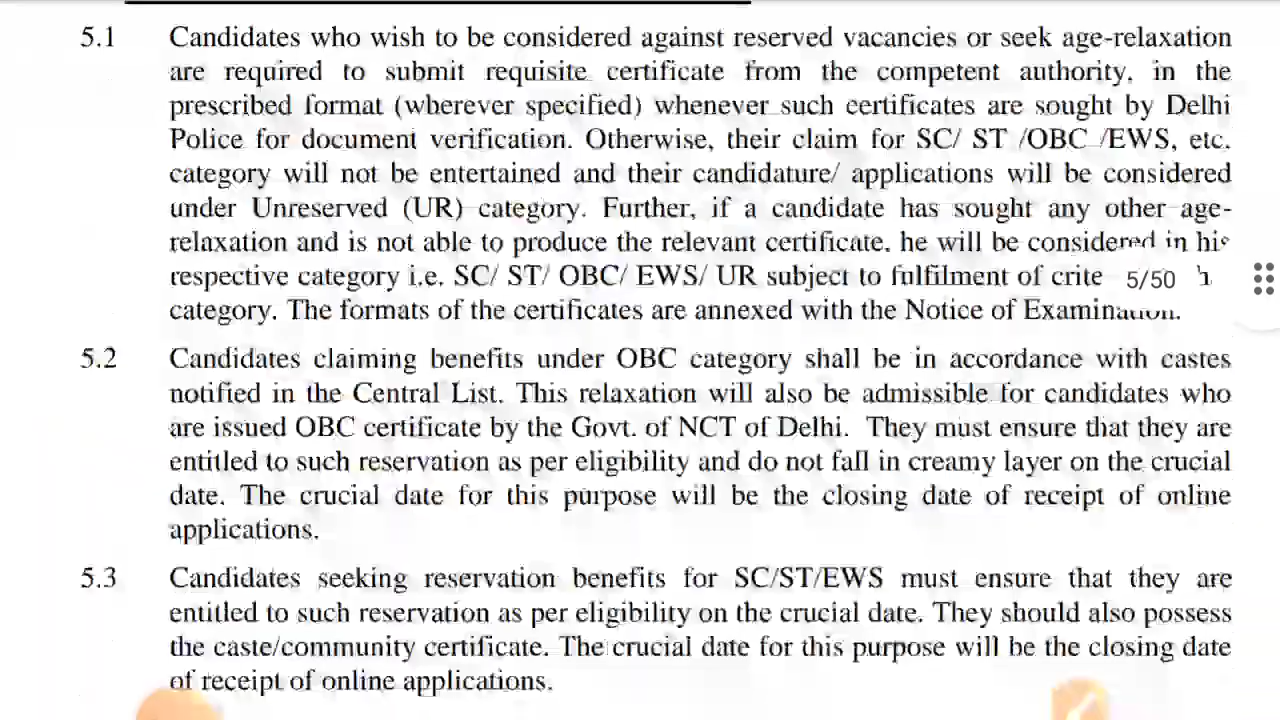 5.1 Candidates who wish to be considered against reserved vacancies or seek age-relaxation
are required to submit requisite certificate from the competent authority, in the
prescribed format (wherever specified) whenever such certificates are sought by Delhi
Police for document verification. Otherwise, their claim for SC/ ST /OBC /EWS, etc.
category will not be entertained and their candidature/ applications will be considered
under Unreserved (UR) category. Further, if a candidate has sought any other age-
relaxation and is not able to produce the relevant certificate, he will be considered in his
respective category i.e. SC/ ST/ OBC/ EWS/ UR subject to fulfilment of crite
5/50
category. The formats of the certificates are annexed with the Notice of Examination.
5.2 Candidates claiming benefits under OBC category shall be in accordance with castes
notified in the Central List. This relaxation will also be admissible for candidates who
are issued OBC certificate by the Govt. of NCT of Delhi. They must ensure that they are
entitled to such reservation as per eligibility and do not fall in creamy layer on the crucial
date. The crucial date for this purpose will be the closing date of receipt of online
applications.
5.3 Candidates seeking reservation benefits for SC/ST/EWS must ensure that they are
entitled to such reservation as per eligibility on the crucial date. They should also possess
the caste/community certificate. The crucial date for this purpose will be the closing date
of receipt of online applications.